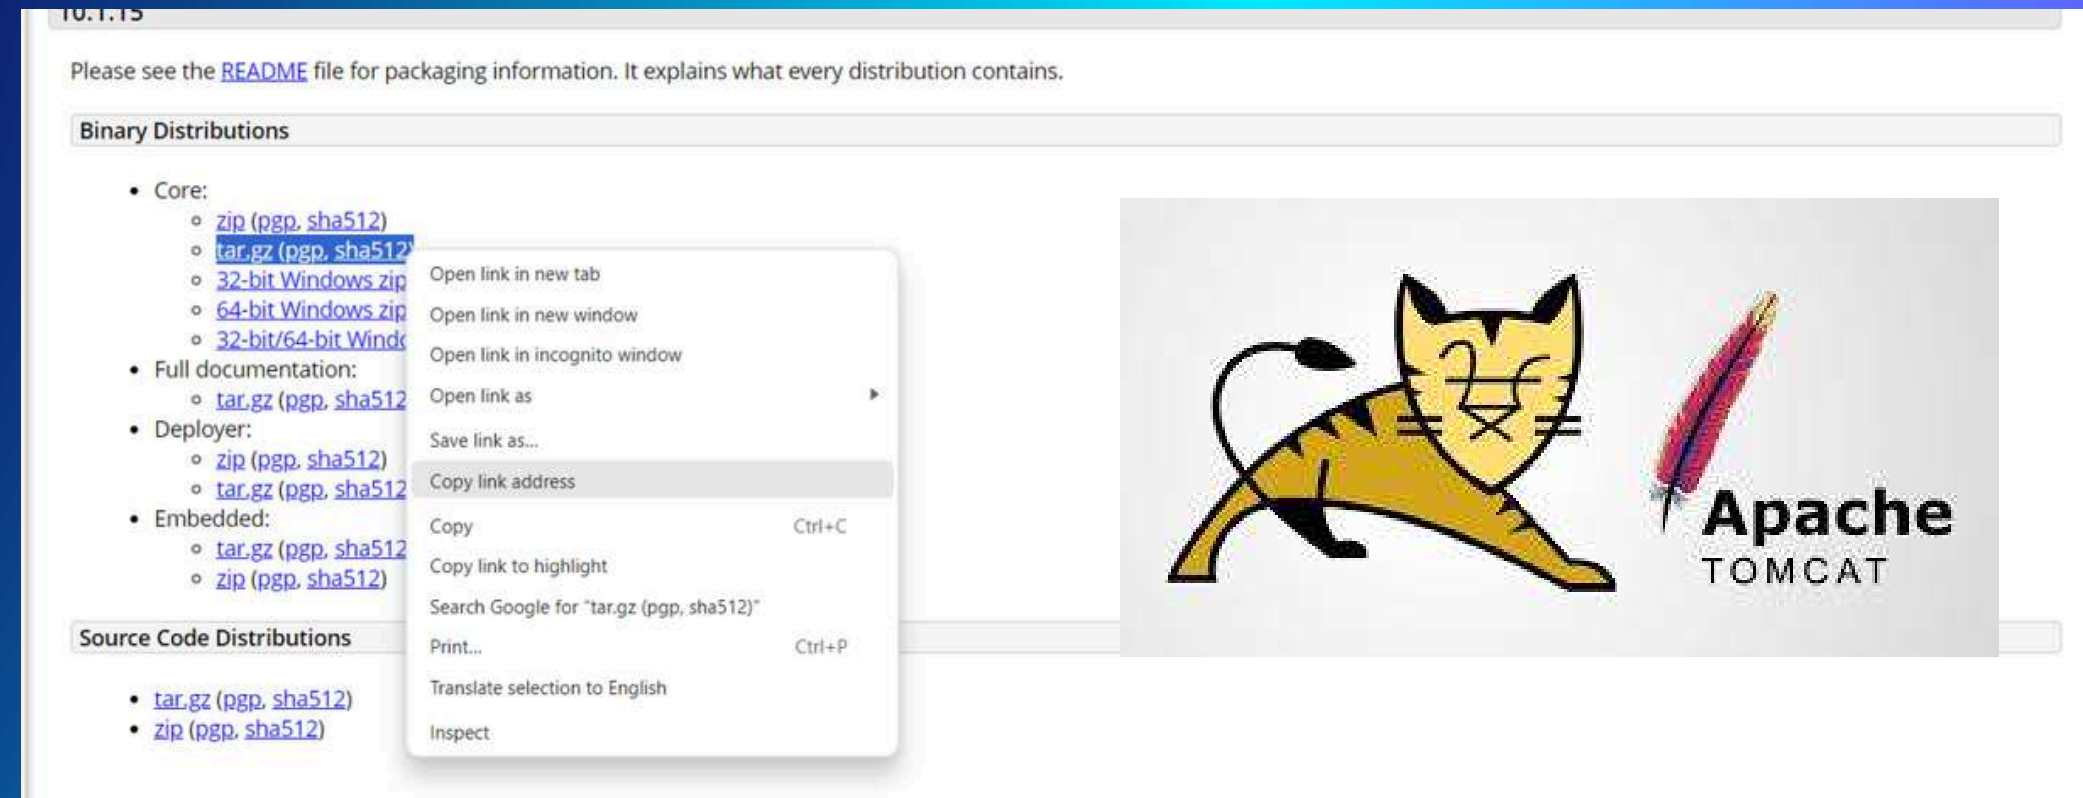 10.1.15
Please see the README file for packaging information. It explains what every distribution contains.
Binary Distributions
Core:
zip (pgp, sha512)
tar.gz (pgp, sha512)
32-bit Windows zip
64-bit Windows zip
32-bit/64-bit
Full documentation:
tar.gz (pgp, sha512
Deployer:
zip (pgp, sha512)
tar.gz (pgp, sha512
Embedded:
tar.gz (pgp, sha512
zip (pgp, sha512)
Source Code Distributions
tar.gz (pgp, sha512)
zip (pgp, sha512)
Open link in new tab
Open link in new window
Open link in incognito window
Open link as
Save link as...
Copy link address
Copy Ctrl+C
Copy link to highlight
Search Google for "tar.gz (pgp, sha512)"
Print... Ctrl+P
Translate selection to English
Inspect
Apache
TOMCAT